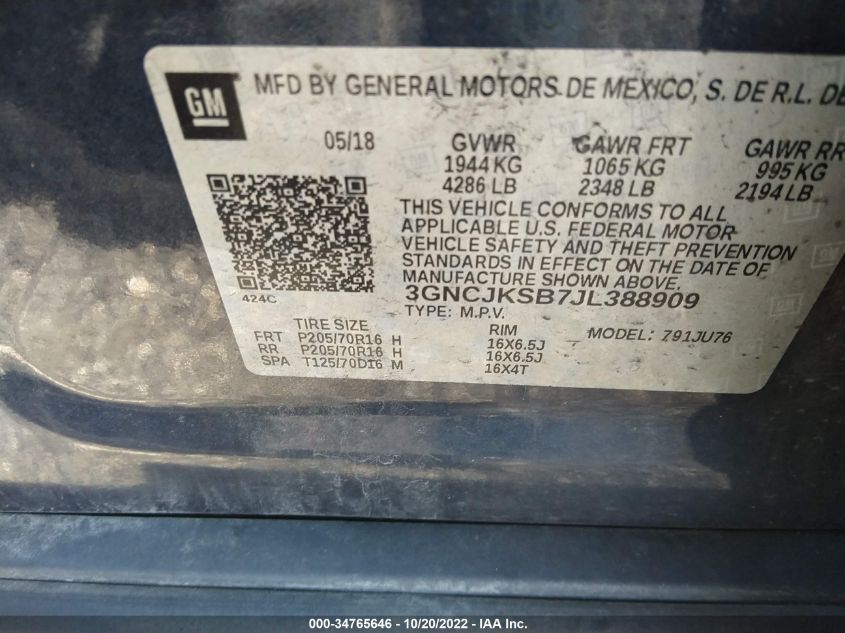 GM
MFD BY GENERAL MOTORS DE MEXICO, S. DE R.L. DE
05/18 GVWR GAWR FRT GAWR RR
1944 KG 1065 KG 995 KG
4286 LB 2348 LB 2194 LB
THIS VEHICLE CONFORMS TO ALL
APPLICABLE U.S. FEDERAL MOTOR
VEHICLE SAFETY AND THEFT PREVENTION
STANDARDS IN EFFECT ON THE DATE OF
MANUFACTURE SHOWN ABOVE.
424C
3GNCJKSB7JL388909
TYPE: M.P.V.
TIRE SIZE RIM MODEL: 791JU76
FRT P205/70R16 H 16X6.5J
RR P205/70R16 H 16X6.5J
SPA T125/70D16 M 16X4T
000-34765646 - 10/20/2022 - IAA Inc.